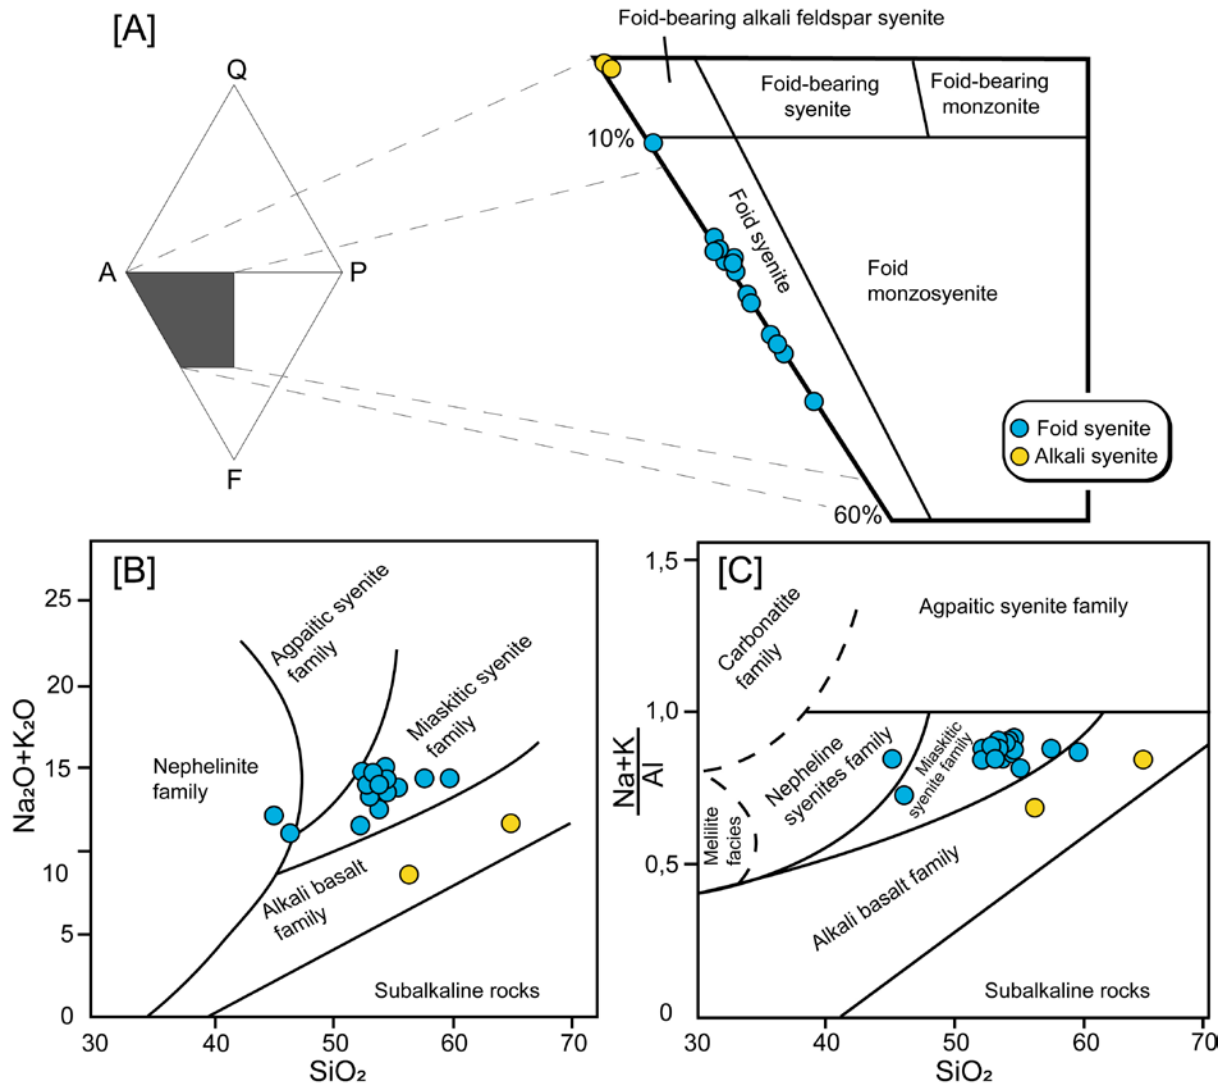 [A]
Q
A
P
F
Foid-bearing alkali feldspar syenite
Foid-bearing
syenite
Foid-bearing
monzonite
10%
Foid syenite
Foid
monzosyenite
60%
Foid syenite
Alkali syenite
[B]
Na₂O+K₂O
25
20
15
10
5
0
30
40
50
60
70
SiO₂
Agpaitic syenite
family
Miaskitic syenite
family
Nephelinite
family
Alkali basalt
family
Subalkaline rocks
[C]
Na+K
Al
1,5
1,0
0,5
0
30
40
50
60
70
SiO₂
Carbonatite
family
Agpaitic syenite family
Nepheline
syenites family
Miaskitic
syenite family
Melilite
facies
Alkali basalt family
Subalkaline rocks